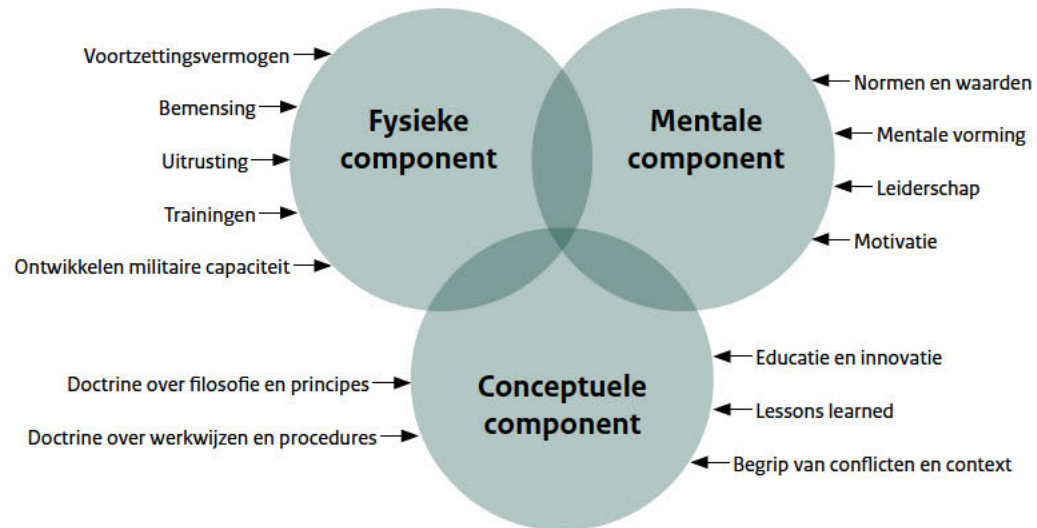 Voortzettingsvermogen
Bemensing
Uitrusting
Trainingen
Ontwikkelen militaire capaciteit
Fysieke
component
Mentale
component
Normen en waarden
Mentale vorming
Leiderschap
Motivatie
Doctrine over filosofie en principes
Doctrine over werkwijzen en procedures
Conceptuele
component
Educatie en innovatie
Lessons learned
Begrip van conflicten en context